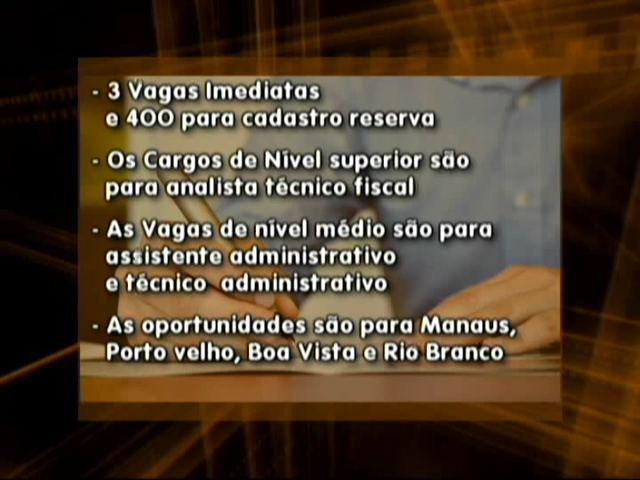 - 3 Vagas Imediatas
e 400 para cadastro reserva
- Os Cargos de Nível superior são
para analista técnico fiscal
- As Vagas de nível médio são para
assistente administrativo
e técnico administrativo
- As oportunidades são para Manaus,
Porto velho, Boa Vista e Rio Branco